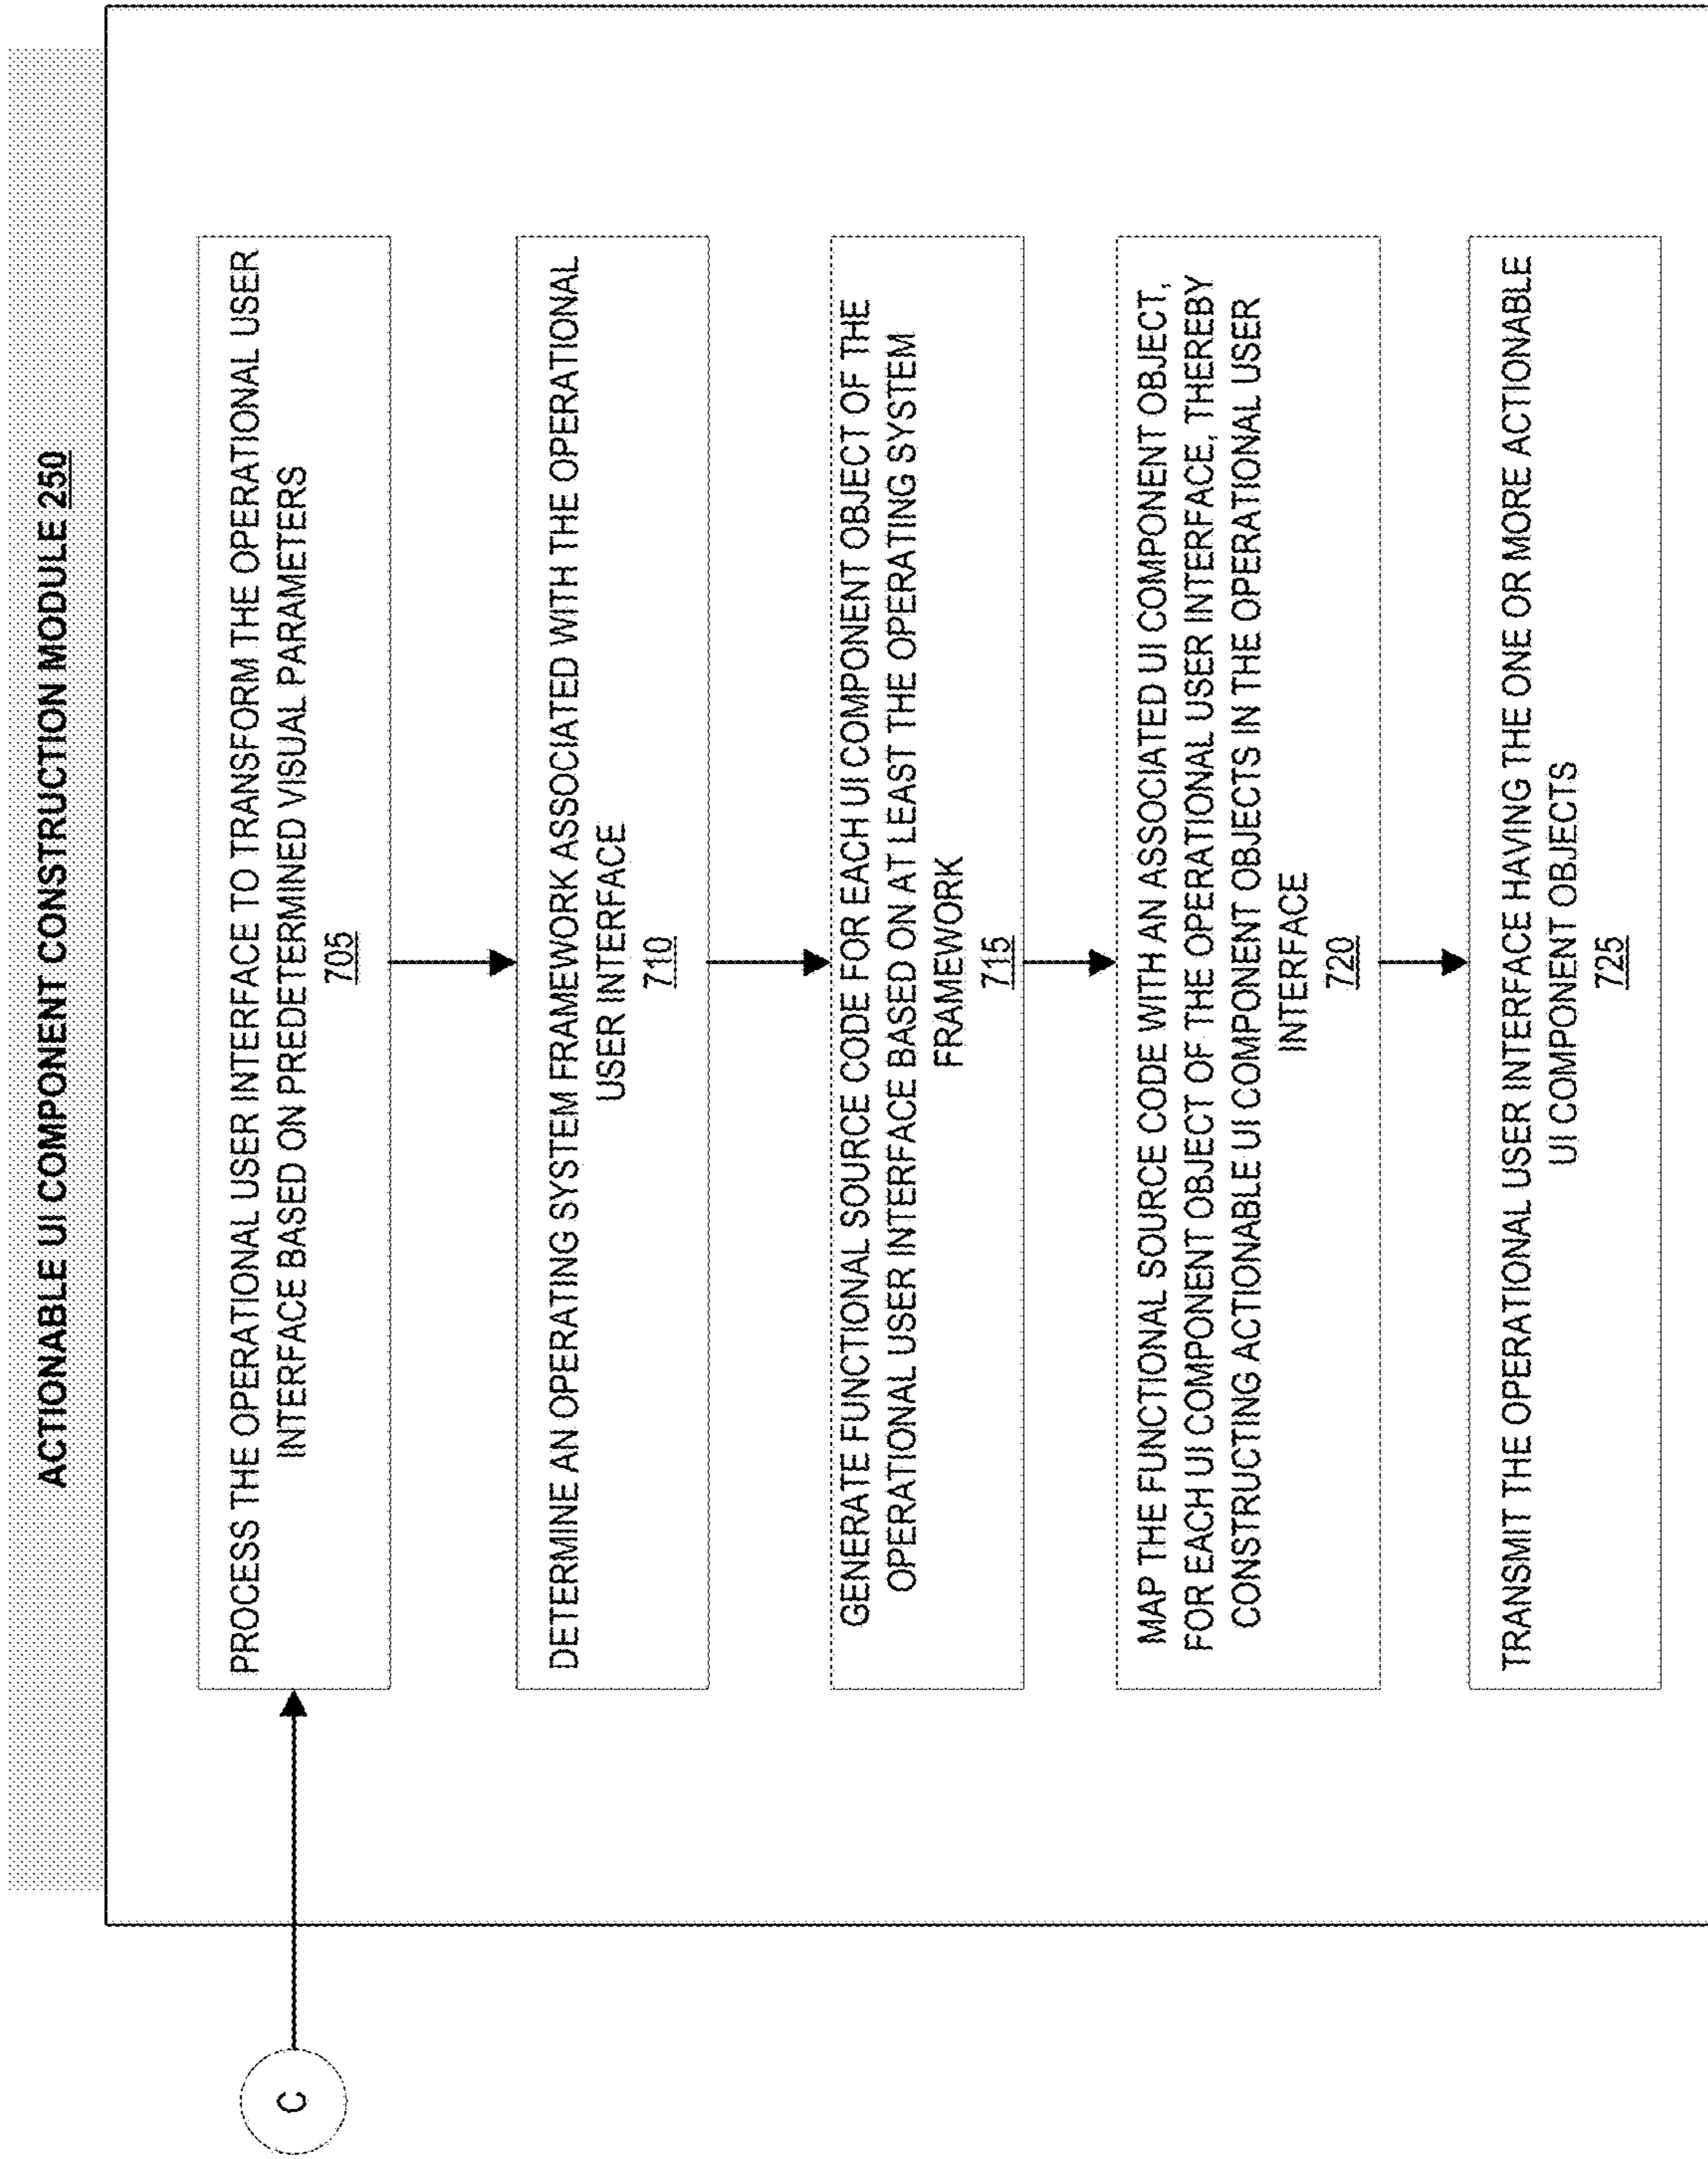 ACTIONABLE UI COMPONENT CONSTRUCTION MODULE 250
C
PROCESS THE OPERATIONAL USER INTERFACE TO TRANSFORM THE OPERATIONAL USER
INTERFACE BASED ON PREDETERMINED VISUAL PARAMETERS
705
DETERMINE AN OPERATING SYSTEM FRAMEWORK ASSOCIATED WITH THE OPERATIONAL
USER INTERFACE
710
GENERATE FUNCTIONAL SOURCE CODE FOR EACH UI COMPONENT OBJECT OF THE
OPERATIONAL USER INTERFACE BASED ON AT LEAST THE OPERATING SYSTEM
FRAMEWORK
715
MAP THE FUNCTIONAL SOURCE CODE WITH AN ASSOCIATED UI COMPONENT OBJECT,
FOR EACH UI COMPONENT OBJECT OF THE OPERATIONAL USER INTERFACE, THEREBY
CONSTRUCTING ACTIONABLE UI COMPONENT OBJECTS IN THE OPERATIONAL USER
INTERFACE
720
TRANSMIT THE OPERATIONAL USER INTERFACE HAVING THE ONE OR MORE ACTIONABLE
UI COMPONENT OBJECTS
725